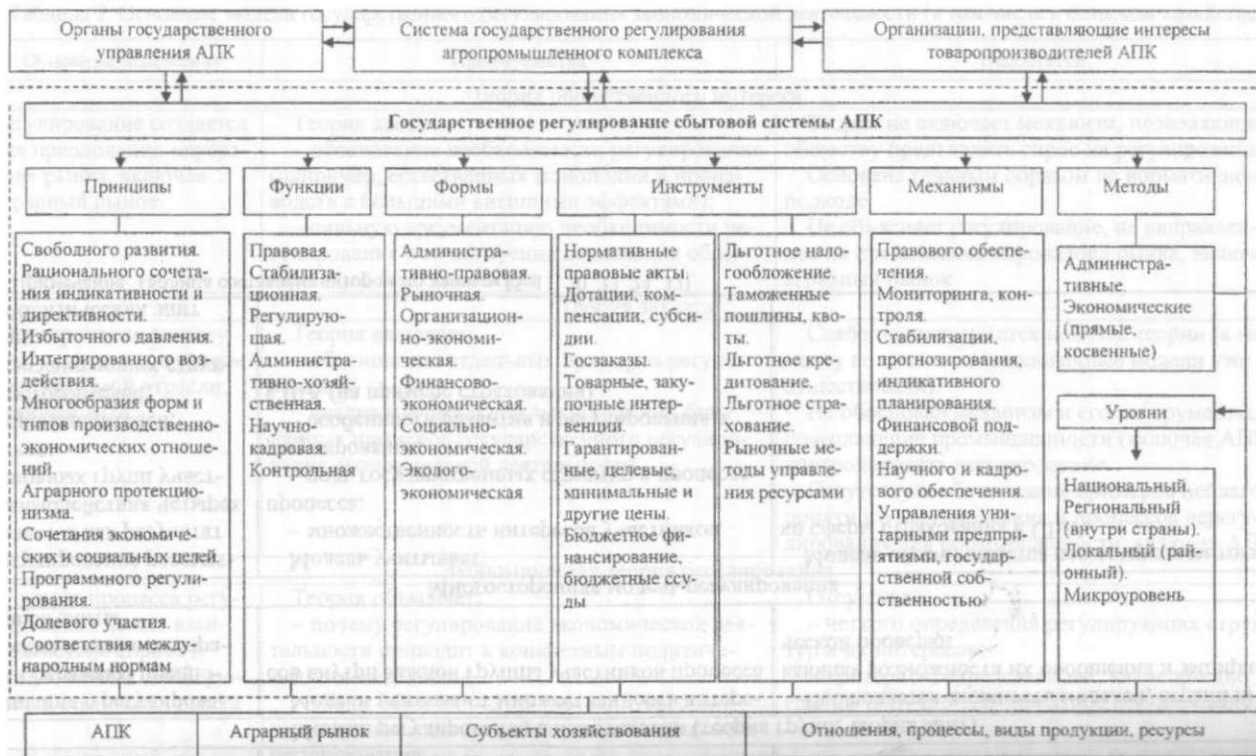 Органы государственного
управления АПК
Система государственного регулирования
агропромышленного комплекса
Организации, представляющие интересы
товаропроизводителей АПК
Государственное регулирование сбытовой системы АПК
Принципы
Функции
Формы
Инструменты
Механизмы
Методы
Свободного развития.
Рационального сочета-
ния индикативности и
директивности.
Избыточного давления.
Интегрированного воз-
действия.
Многообразия форм и
типов производственно-
экономических отноше-
ний.
Аграрного протекцио-
низма.
Сочетания экономиче-
ских и социальных целей.
Программного регули-
рования.
Долевого участия.
Соответствия между-
народным нормам
Правовая.
Стабилиза-
ционная.
Регулирую-
щая.
Администра-
тивно-хозяй-
ственная.
Научно-
кадровая.
Контрольная
Администра-
тивно-правовая.
Рыночная.
Организацион-
но-экономи-
ческая.
Финансово-
экономическая.
Социально-
экономическая.
Эколого-
экономическая
Нормативные
правовые акты.
Дотации, ком-
пенсации, субси-
дии.
Госзаказы.
Товарные, заку-
почные интер-
венции.
Гарантирован-
ные, целевые,
минимальные и
другие цены.
Бюджетное фи-
нансирование,
бюджетные ссу-
ды
Льготное нало-
гообложение.
Таможенные
пошлины, кво-
ты.
Льготное кре-
дитование.
Льготное стра-
хование.
Рыночные ме-
тоды управле-
ния ресурсами
Правового обеспе-
чения.
Мониторинга, кон-
троля.
Стабилизации,
прогнозирования,
индикативного
планирования.
Финансовой под-
держки.
Научного и кадро-
вого обеспечения.
Управления уни-
тарными предпри-
ятиями, государ-
ственной соб-
ственностью
Администра-
тивные.
Экономические
(прямые,
косвенные)
Уровни
Национальный.
Региональный
(внутри страны).
Локальный (рай-
онный).
Микроуровень
АПК
Аграрный рынок
Субъекты хозяйствования
Отношения, процессы, виды продукции, ресурсы